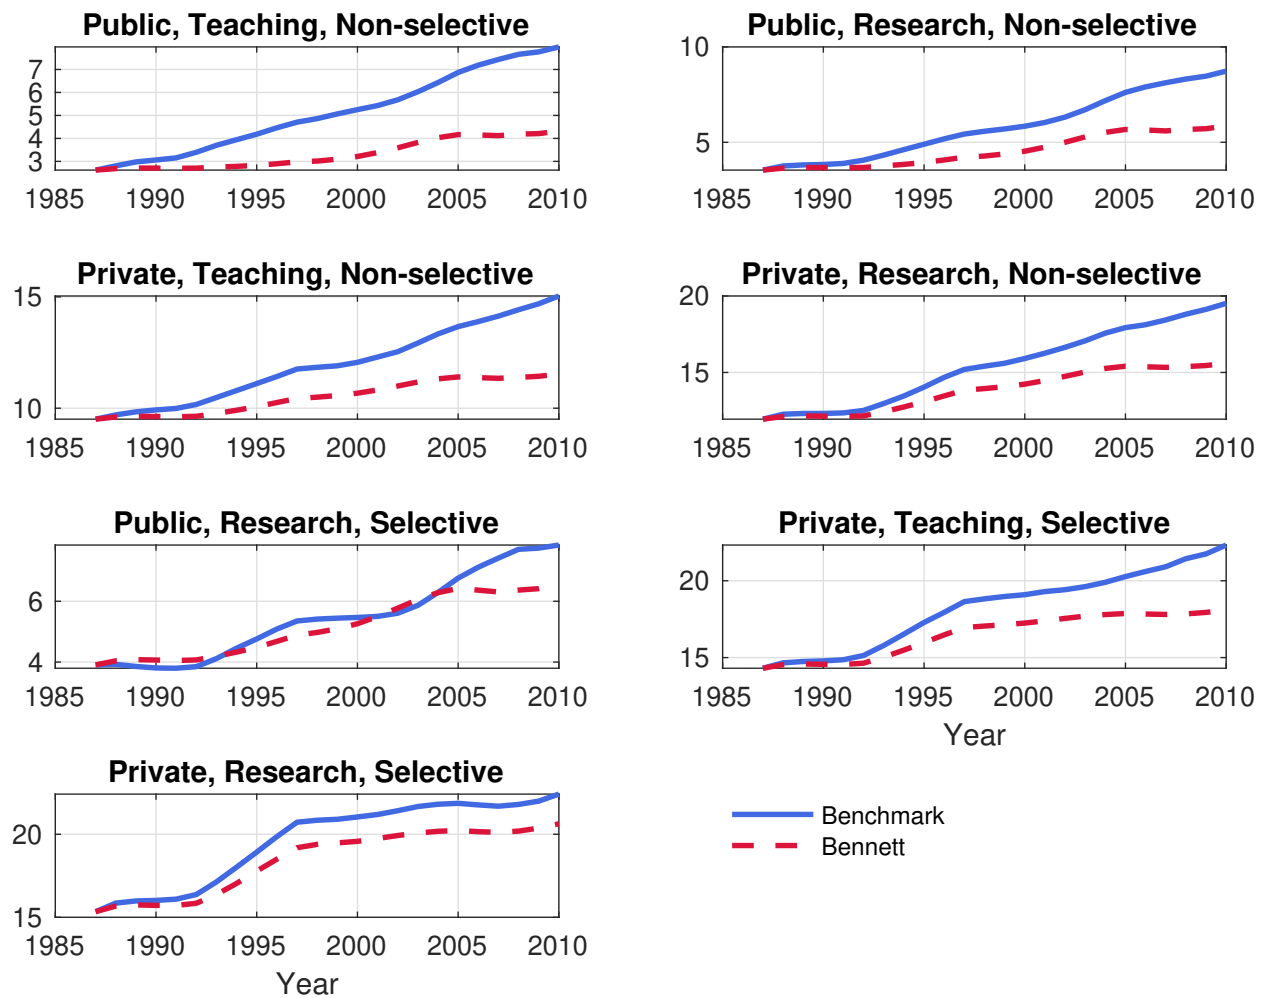 Public, Teaching, Non-selective
7
6
5
4
3
1985 1990 1995 2000 2005 2010
Public, Research, Non-selective
10
5
1985 1990 1995 2000 2005 2010
Private, Teaching, Non-selective
15
10
1985 1990 1995 2000 2005 2010
Private, Research, Non-selective
20
15
1985 1990 1995 2000 2005 2010
Public, Research, Selective
6
4
1985 1990 1995 2000 2005 2010
Private, Teaching, Selective
20
15
1985 1990 1995 2000 2005 2010
Year
Private, Research, Selective
20
15
1985 1990 1995 2000 2005 2010
Year
Benchmark
Bennett